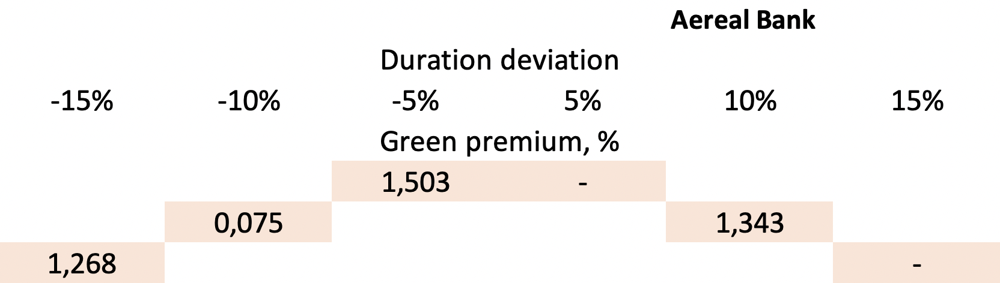 Aereal Bank
Duration deviation
-15% -10% -5% 5% 10% 15%
Green premium, %
1,503 -
0,075 1,343
1,268 -